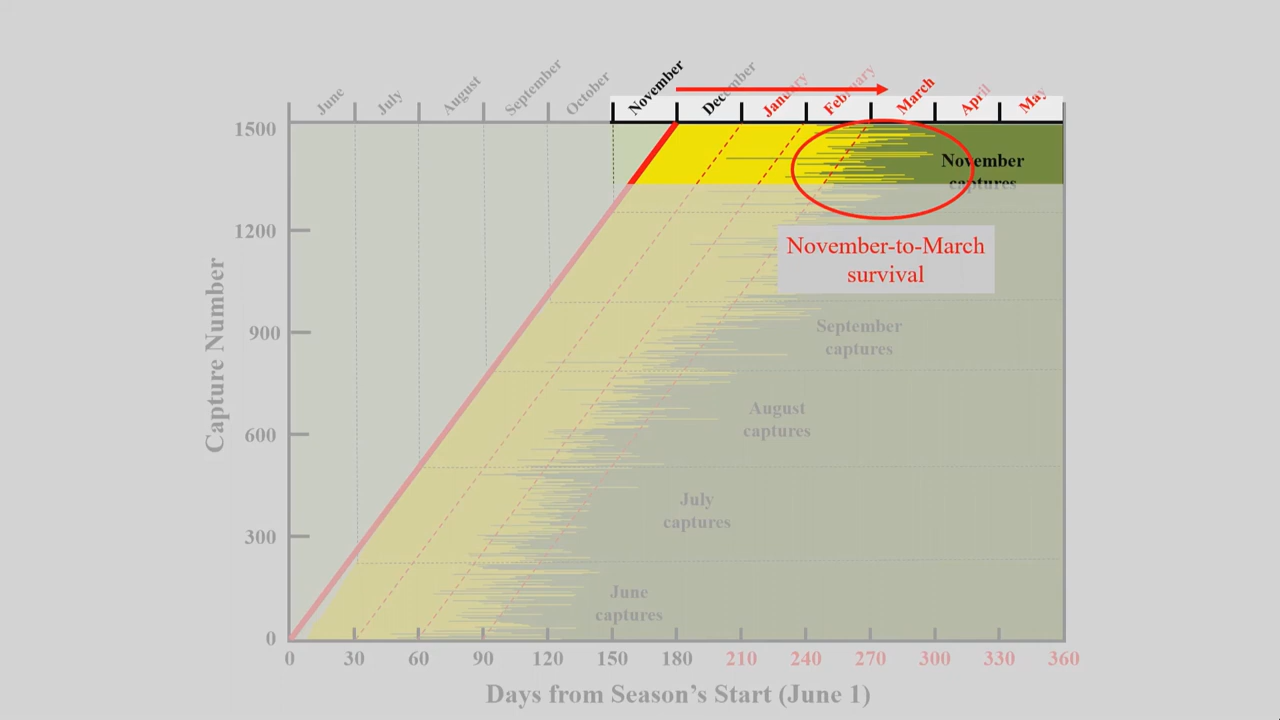 June
July
August
September
October
November
December
January
February
March
April
May
1500
1200
900
600
300
0
Capture Number
November
captures
November-to-March
survival
September
captures
August
captures
July
captures
June
captures
0 30 60 90 120 150 180 210 240 270 300 330 360
Days from Season’s Start (June 1)